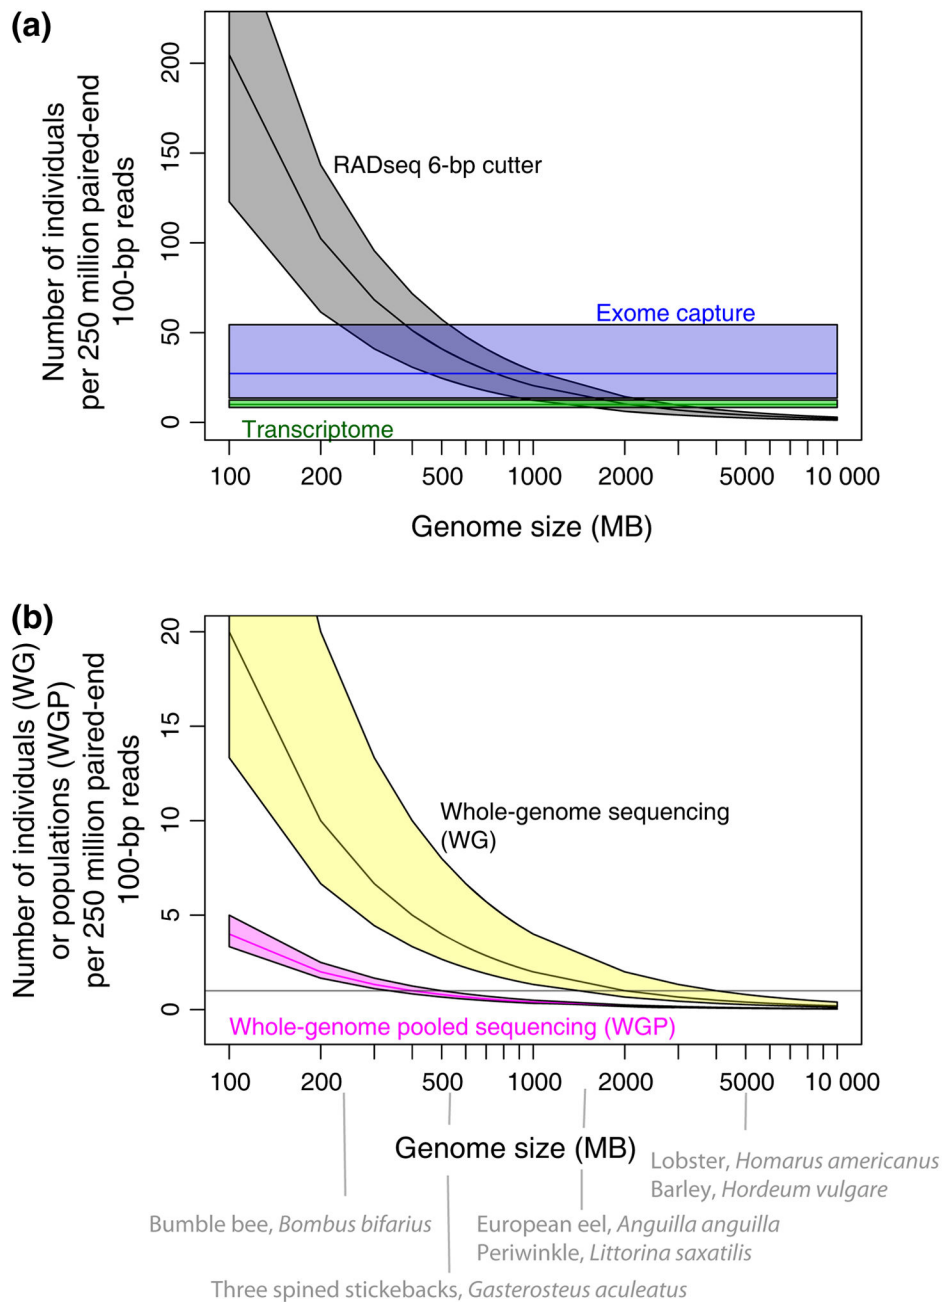 (a)
Number of individuals
per 250 million paired-end
100-bp reads
200
150
100
50
0
RADseq 6-bp cutter
Exome capture
Transcriptome
100 200 500 1000 2000 5000 10 000
Genome size (MB)
(b)
Number of individuals (WG)
or populations (WGP)
per 250 million paired-end
100-bp reads
20
15
10
5
0
Whole-genome sequencing
(WG)
Whole-genome pooled sequencing (WGP)
100 200 500 1000 2000 5000 10 000
Genome size (MB)
Lobster, Homarus americanus
Barley, Hordeum vulgare
Bumble bee, Bombus bifarius
European eel, Anguilla anguilla
Periwinkle, Littorina saxatilis
Three spined stickebacks, Gasterosteus aculeatus